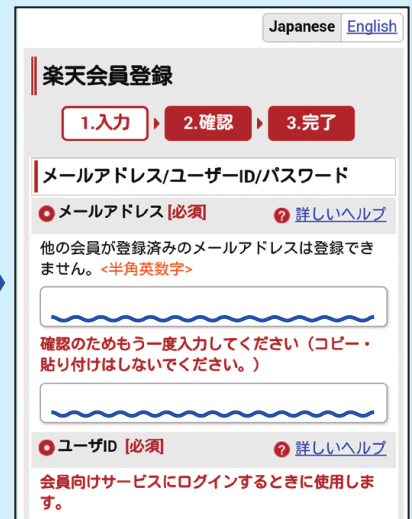 Japanese English
楽天会員登録
1.入力 2.確認 3.完了
メールアドレス/ユーザーID/パスワード
メールアドレス [必須] ? 詳しいヘルプ
他の会員が登録済みのメールアドレスは登録でき
ません。<半角英数字>
確認のためもう一度入力してください（コピー・
貼り付けはしないでください。）
ユーザID [必須] ? 詳しいヘルプ
会員向けサービスにログインするときに使用しま
す。